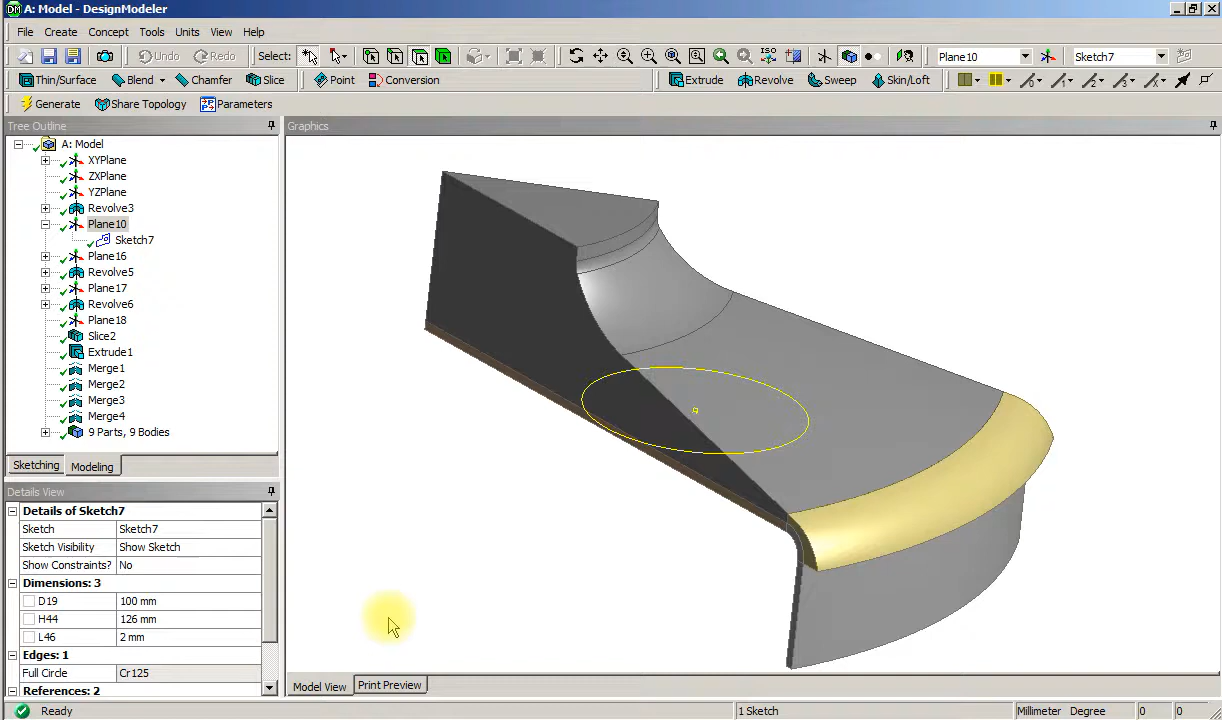 A: Model - DesignModeler
File Create Concept Tools Units View Help
Undo Redo Select: Plane10 Sketch7
Thin/Surface Blend Chamfer Slice Point Conversion Extrude Revolve Sweep Skin/Loft
Generate Share Topology Parameters
Tree Outline
A: Model
XYPlane
ZXPlane
YZPlane
Revolve3
Plane10
Sketch7
Plane16
Revolve5
Plane17
Revolve6
Plane18
Slice2
Extrude1
Merge1
Merge2
Merge3
Merge4
9 Parts, 9 Bodies
Sketching Modeling
Details View
Details of Sketch7
Sketch Sketch7
Sketch Visibility Show Sketch
Show Constraints? No
Dimensions: 3
D19 100 mm
H44 126 mm
L46 2 mm
Edges: 1
Full Circle Cr125
References: 2
Graphics
Model View Print Preview
Ready 1 Sketch Millimeter Degree 0 0